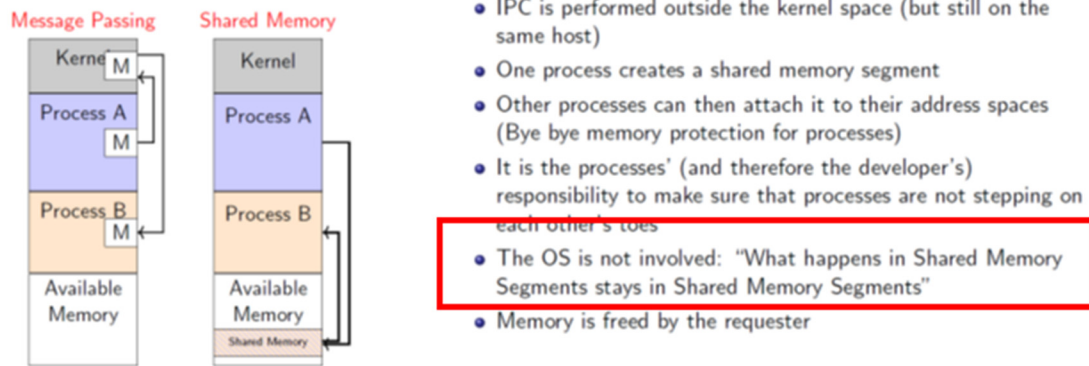 Message Passing
Kerne
M
Process A
M
Process B
M
Available
Memory
Shared Memory
Kernel
Process A
Process B
Available
Memory
Shared Memory
IPC is performed outside the kernel space (but still on the
same host)
One process creates a shared memory segment
Other processes can then attach it to their address spaces
(Bye bye memory protection for processes)
It is the processes' (and therefore the developer's)
responsibility to make sure that processes are not stepping on
each other's toes
The OS is not involved: "What happens in Shared Memory
Segments stays in Shared Memory Segments"
Memory is freed by the requester